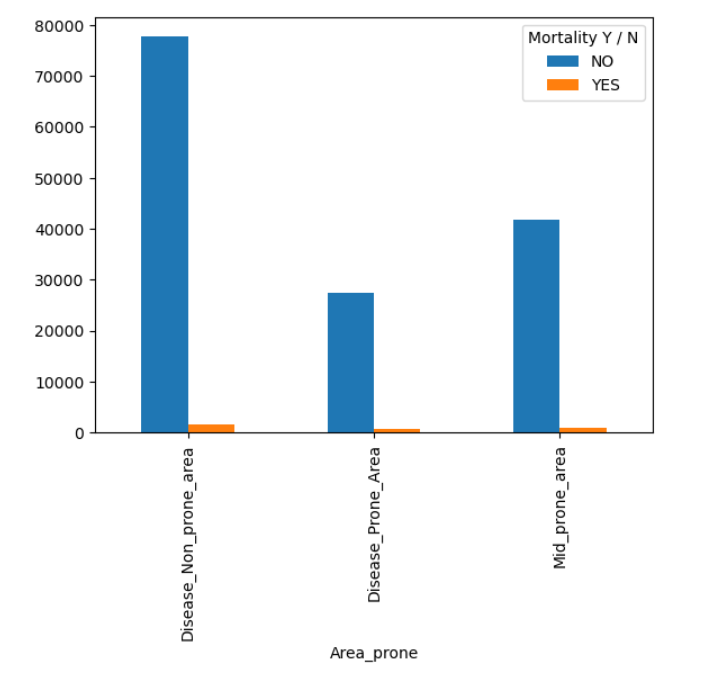 80000
70000
60000
50000
40000
30000
20000
10000
0
Mortality Y / N
NO
YES
Disease_Non_prone_area
Disease_Prone_Area
Mid_prone_area
Area_prone